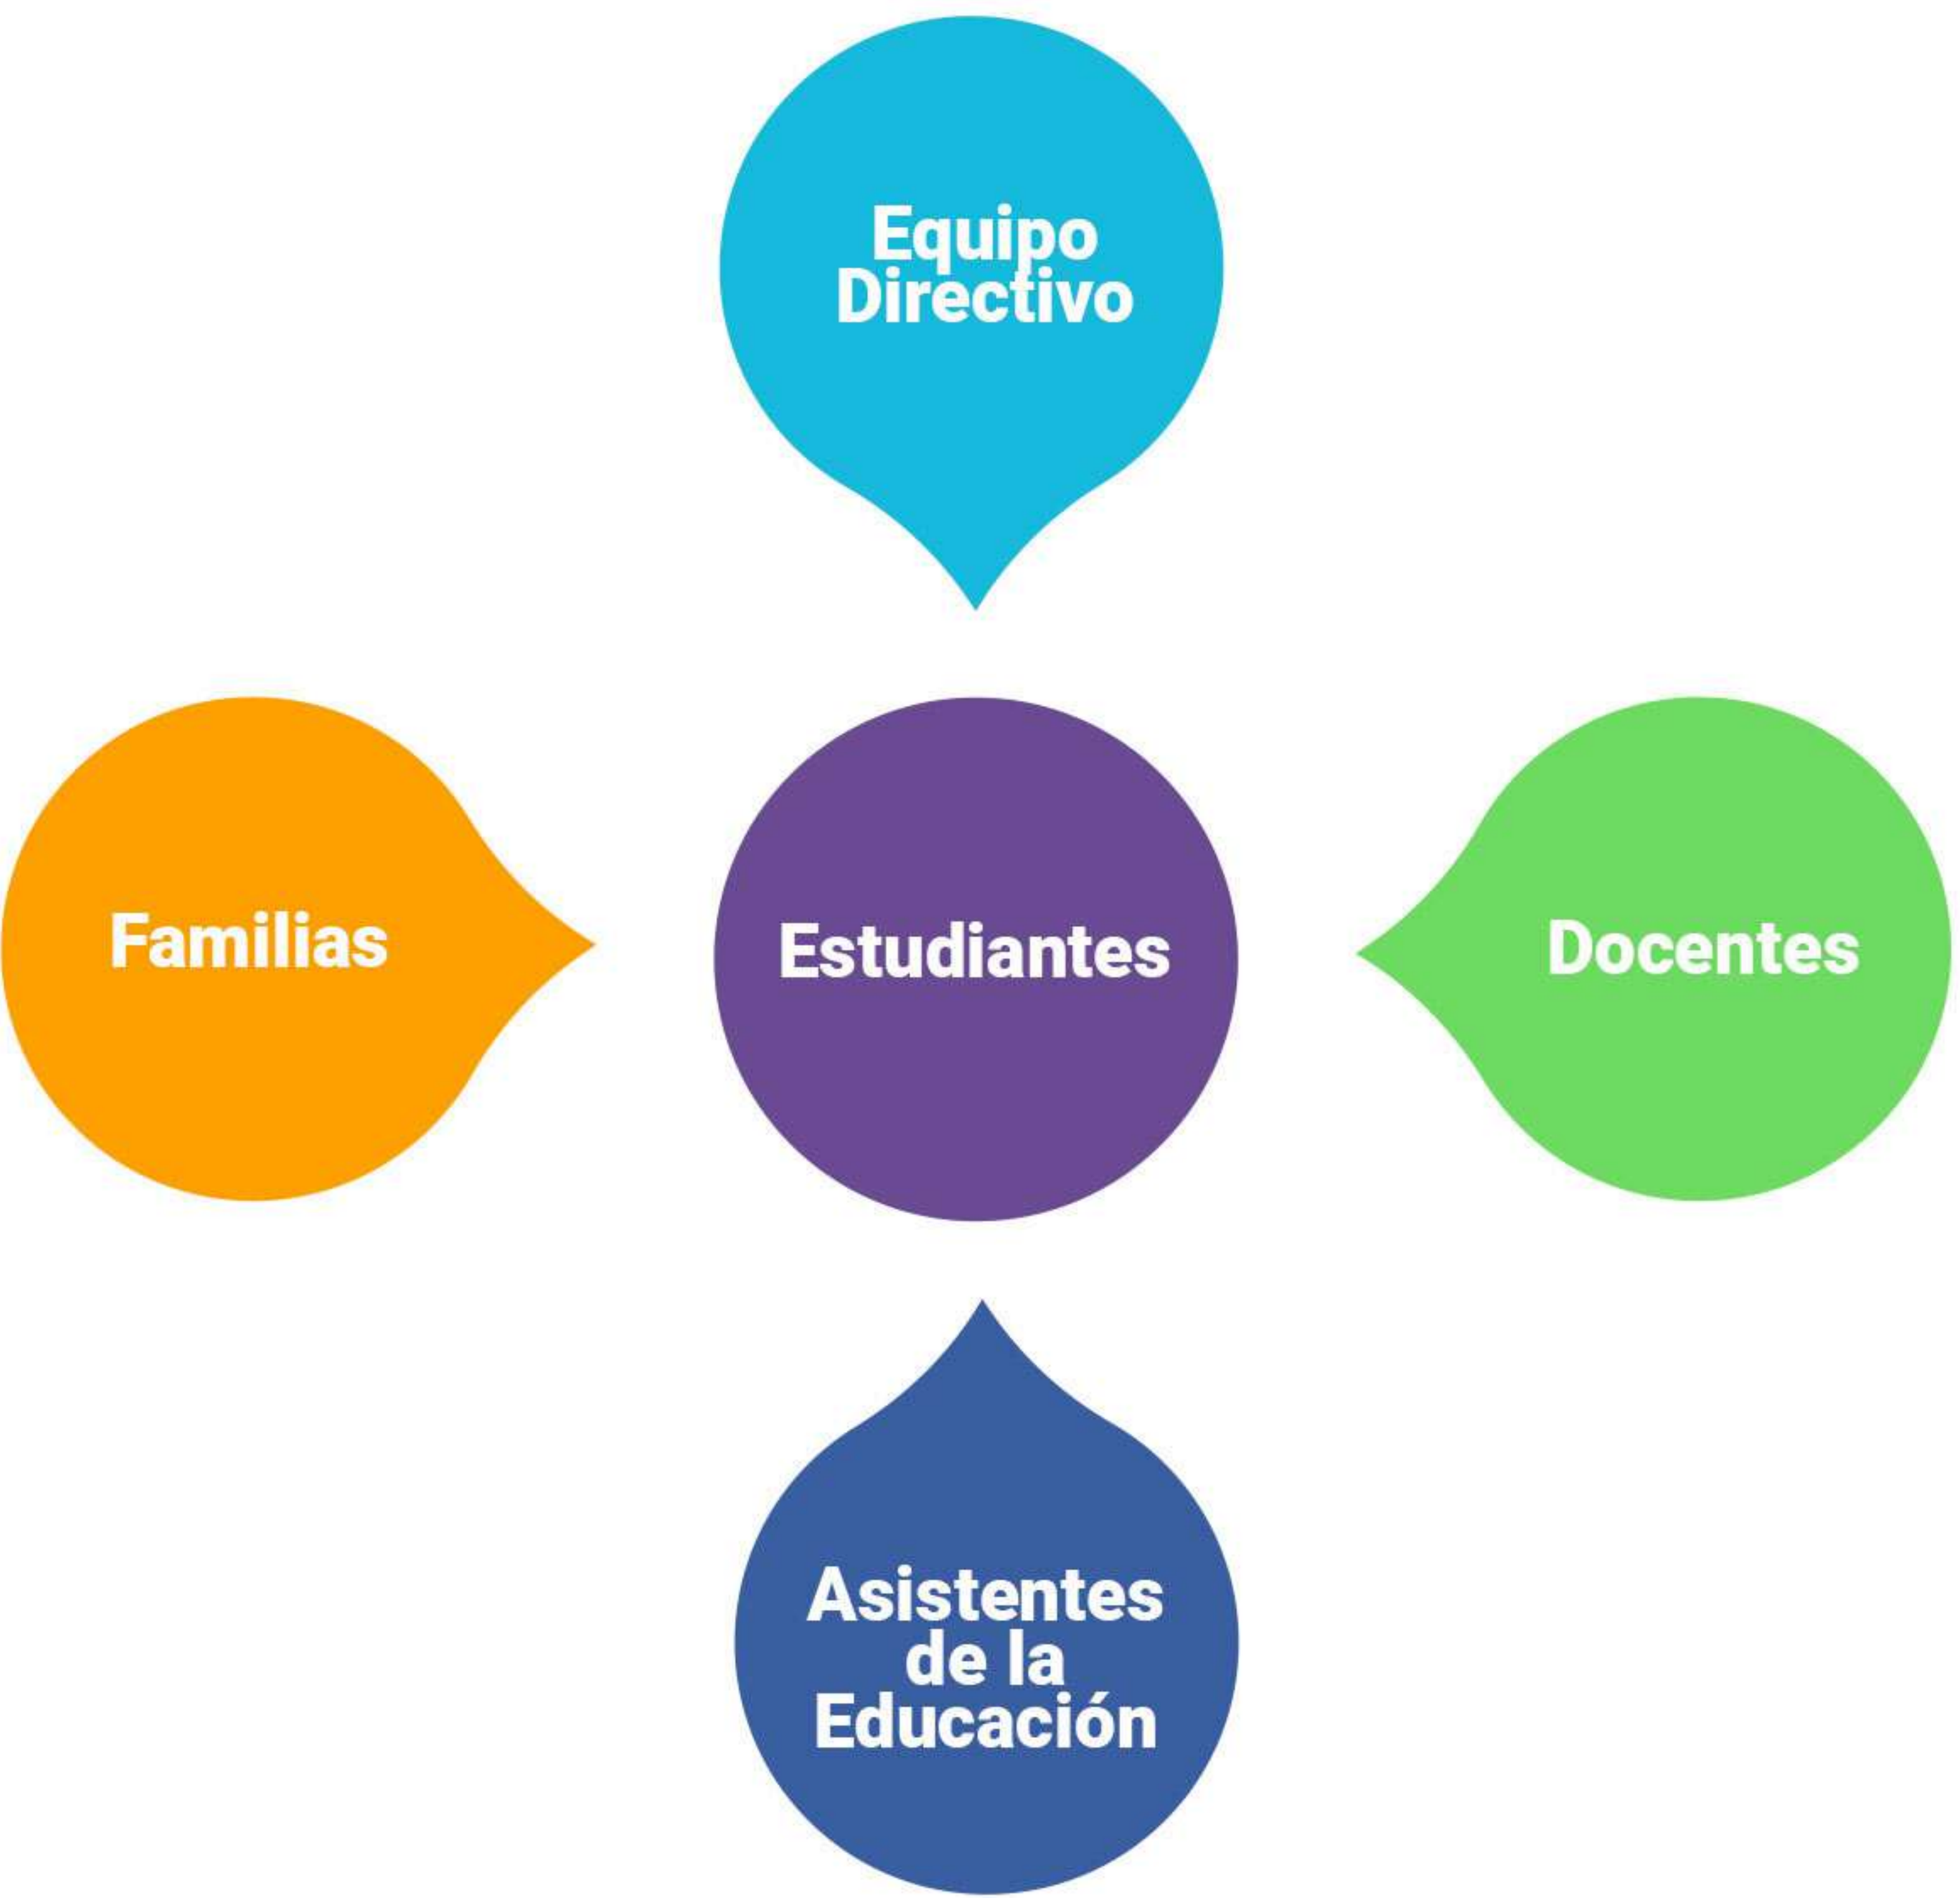 Equipo
Directivo
Familias
Estudiantes
Docentes
Asistentes
de la
Educación